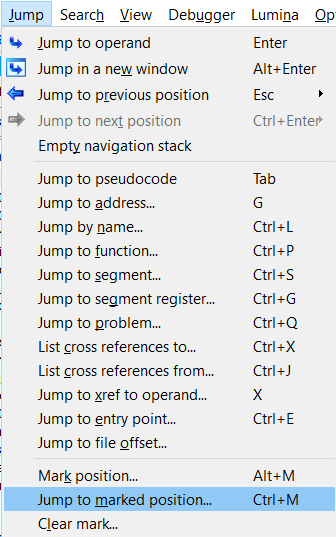 Jump Search View Debugger Lumina Op
Jump to operand Enter
Jump in a new window Alt+Enter
Jump to previous position Esc
Jump to next position Ctrl+Enter
Empty navigation stack
Jump to pseudocode Tab
Jump to address... G
Jump by name... Ctrl+L
Jump to function... Ctrl+P
Jump to segment... Ctrl+S
Jump to segment register... Ctrl+G
Jump to problem... Ctrl+Q
List cross references to... Ctrl+X
List cross references from... Ctrl+J
Jump to xref to operand... X
Jump to entry point... Ctrl+E
Jump to file offset...
Mark position... Alt+M
Jump to marked position... Ctrl+M
Clear mark...